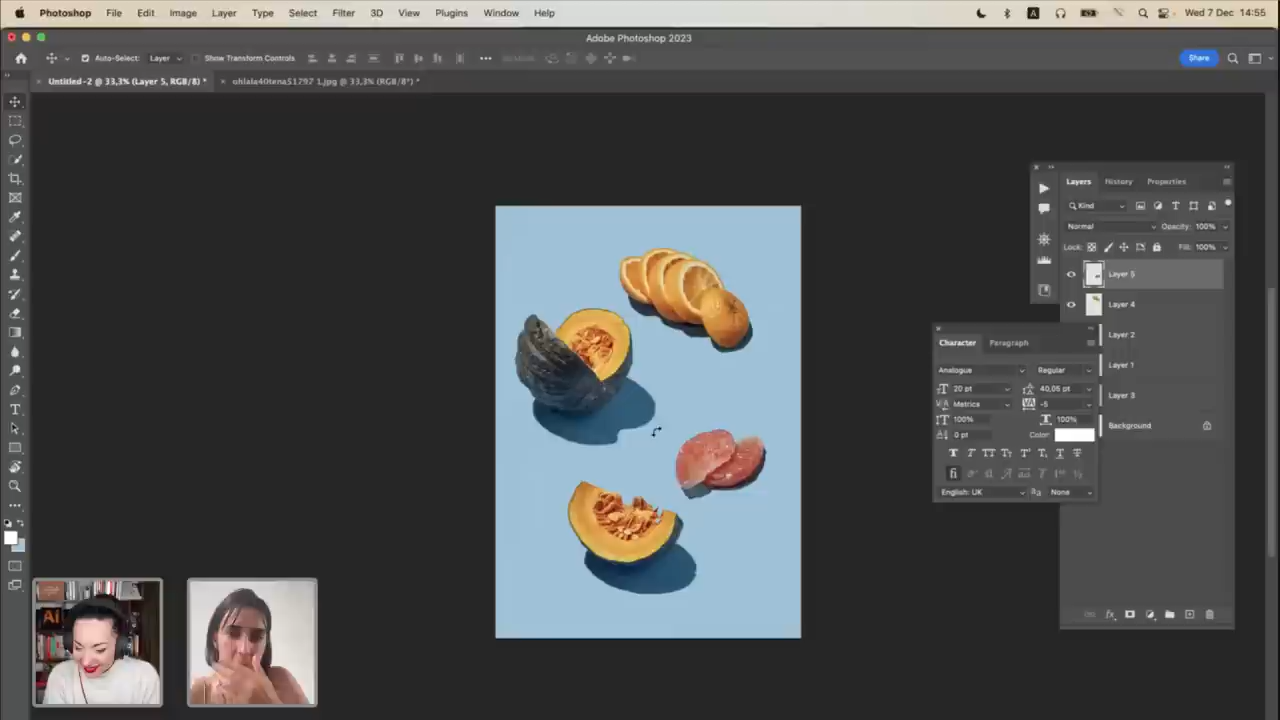 Photoshop File Edit Image Layer Type Select Filter 3D View Plugins Window Help
A
Wed 7 Dec 14:55
Adobe Photoshop 2023
Auto-Select: Layer Show Transform Controls
Share
Untitled-2 @ 33,3% (Layer 5, RGB/8) *
ohlala40tena51797 1.jpg @ 33,3% (RGB/8*) *
Layers History Properties
Kind
Normal Opacity: 100%
Lock: Fill: 100%
Layer 5
Layer 4
Layer 2
Layer 1
Layer 3
Background
Character Paragraph
Analogue Regular
20 pt 40,05 pt
Metrics -5
100% 100%
0 pt Color:
English: UK aa None
Ai